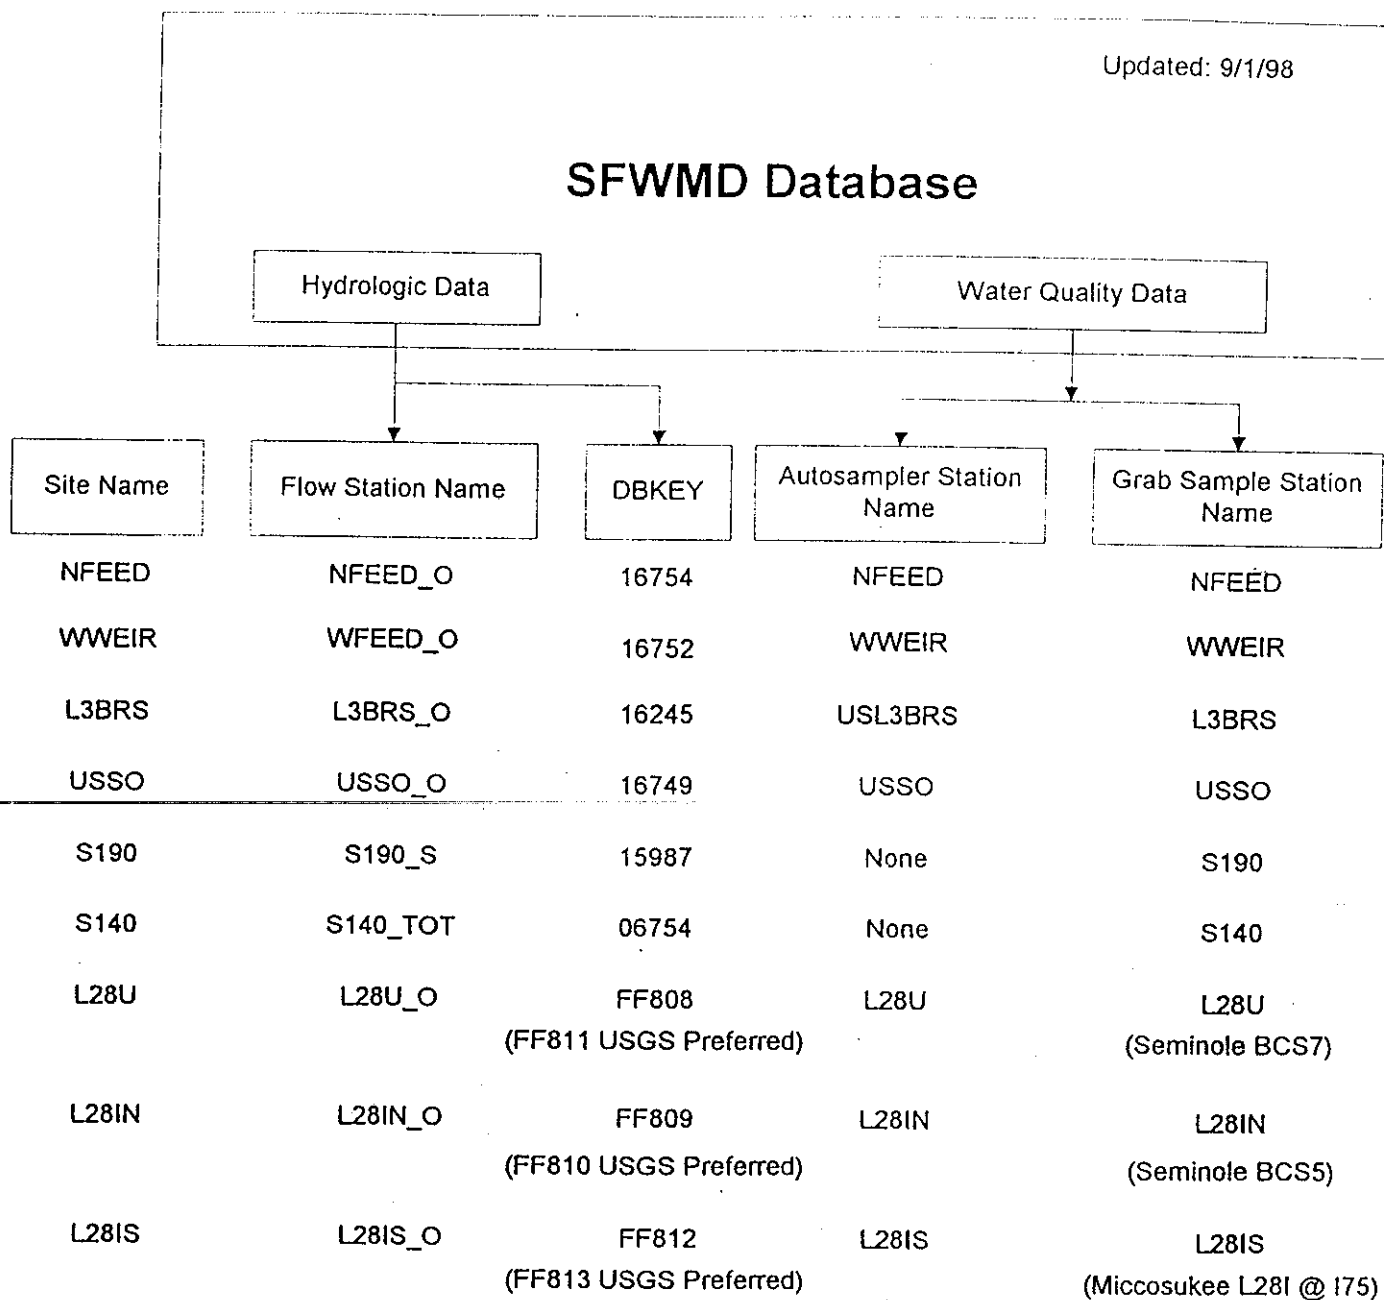 Updated: 9/1/98
SFWMD Database
Hydrologic Data
Water Quality Data
Site Name
Flow Station Name
DBKEY
Autosampler Station
Name
Grab Sample Station
Name
NFEED NFEED_O 16754 NFEED NFEED
WWEIR WFEED_O 16752 WWEIR WWEIR
L3BRS L3BRS_O 16245 USL3BRS L3BRS
USSO USSO_O 16749 USSO USSO
S190 S190_S 15987 None S190
S140 S140_TOT 06754 None S140
L28U L28U_O FF808 L28U L28U
(FF811 USGS Preferred) (Seminole BCS7)
L28IN L28IN_O FF809 L28IN L28IN
(FF810 USGS Preferred) (Seminole BCS5)
L28IS L28IS_O FF812 L28IS L28IS
(FF813 USGS Preferred) (Miccosukee L28I @ I75)